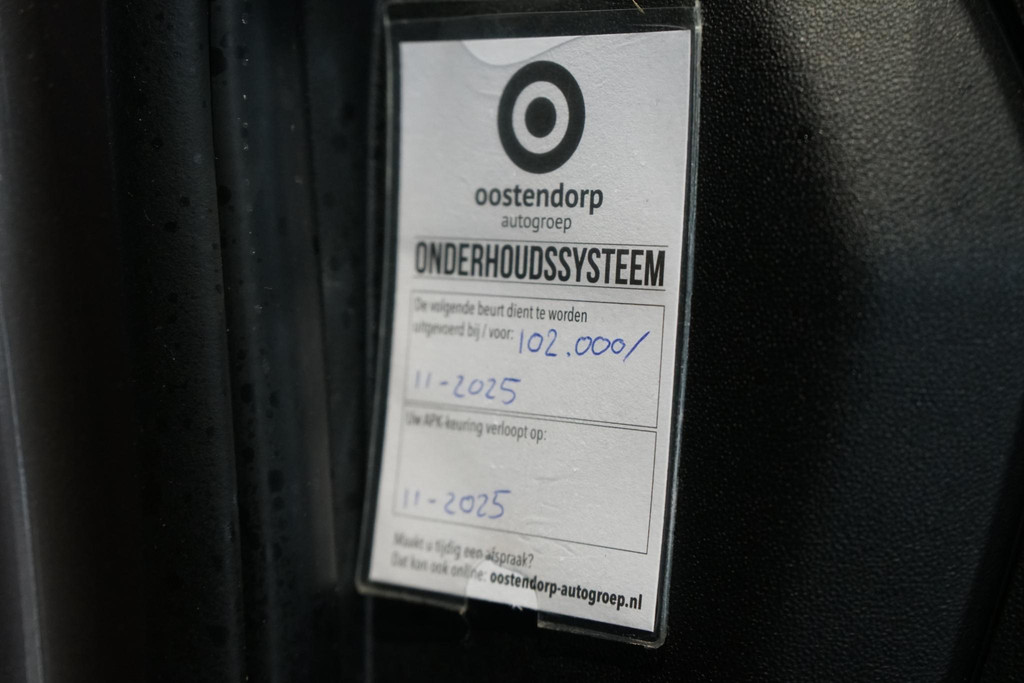 oostendorp
autogroep
ONDERHOUDSSYSTEEM
De volgende beurt dient te worden
uitgevoerd bij / voor: 102.000/
11-2025
Uw APK-keuring verloopt op:
11-2025
Maakt u tijdig een afspraak?
Dat kan ook online: oostendorp-autogroep.nl